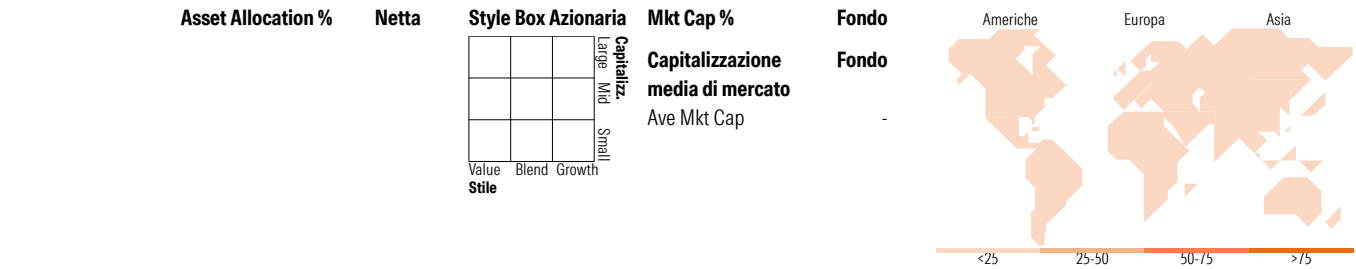 Asset Allocation % Netta
Style Box Azionaria
Large Mid Small
Capitalizz.
Value Blend Growth
Stile
Mkt Cap % Fondo
Capitalizzazione Fondo
media di mercato
Ave Mkt Cap -
Americhe Europa Asia
<25 25-50 50-75 >75